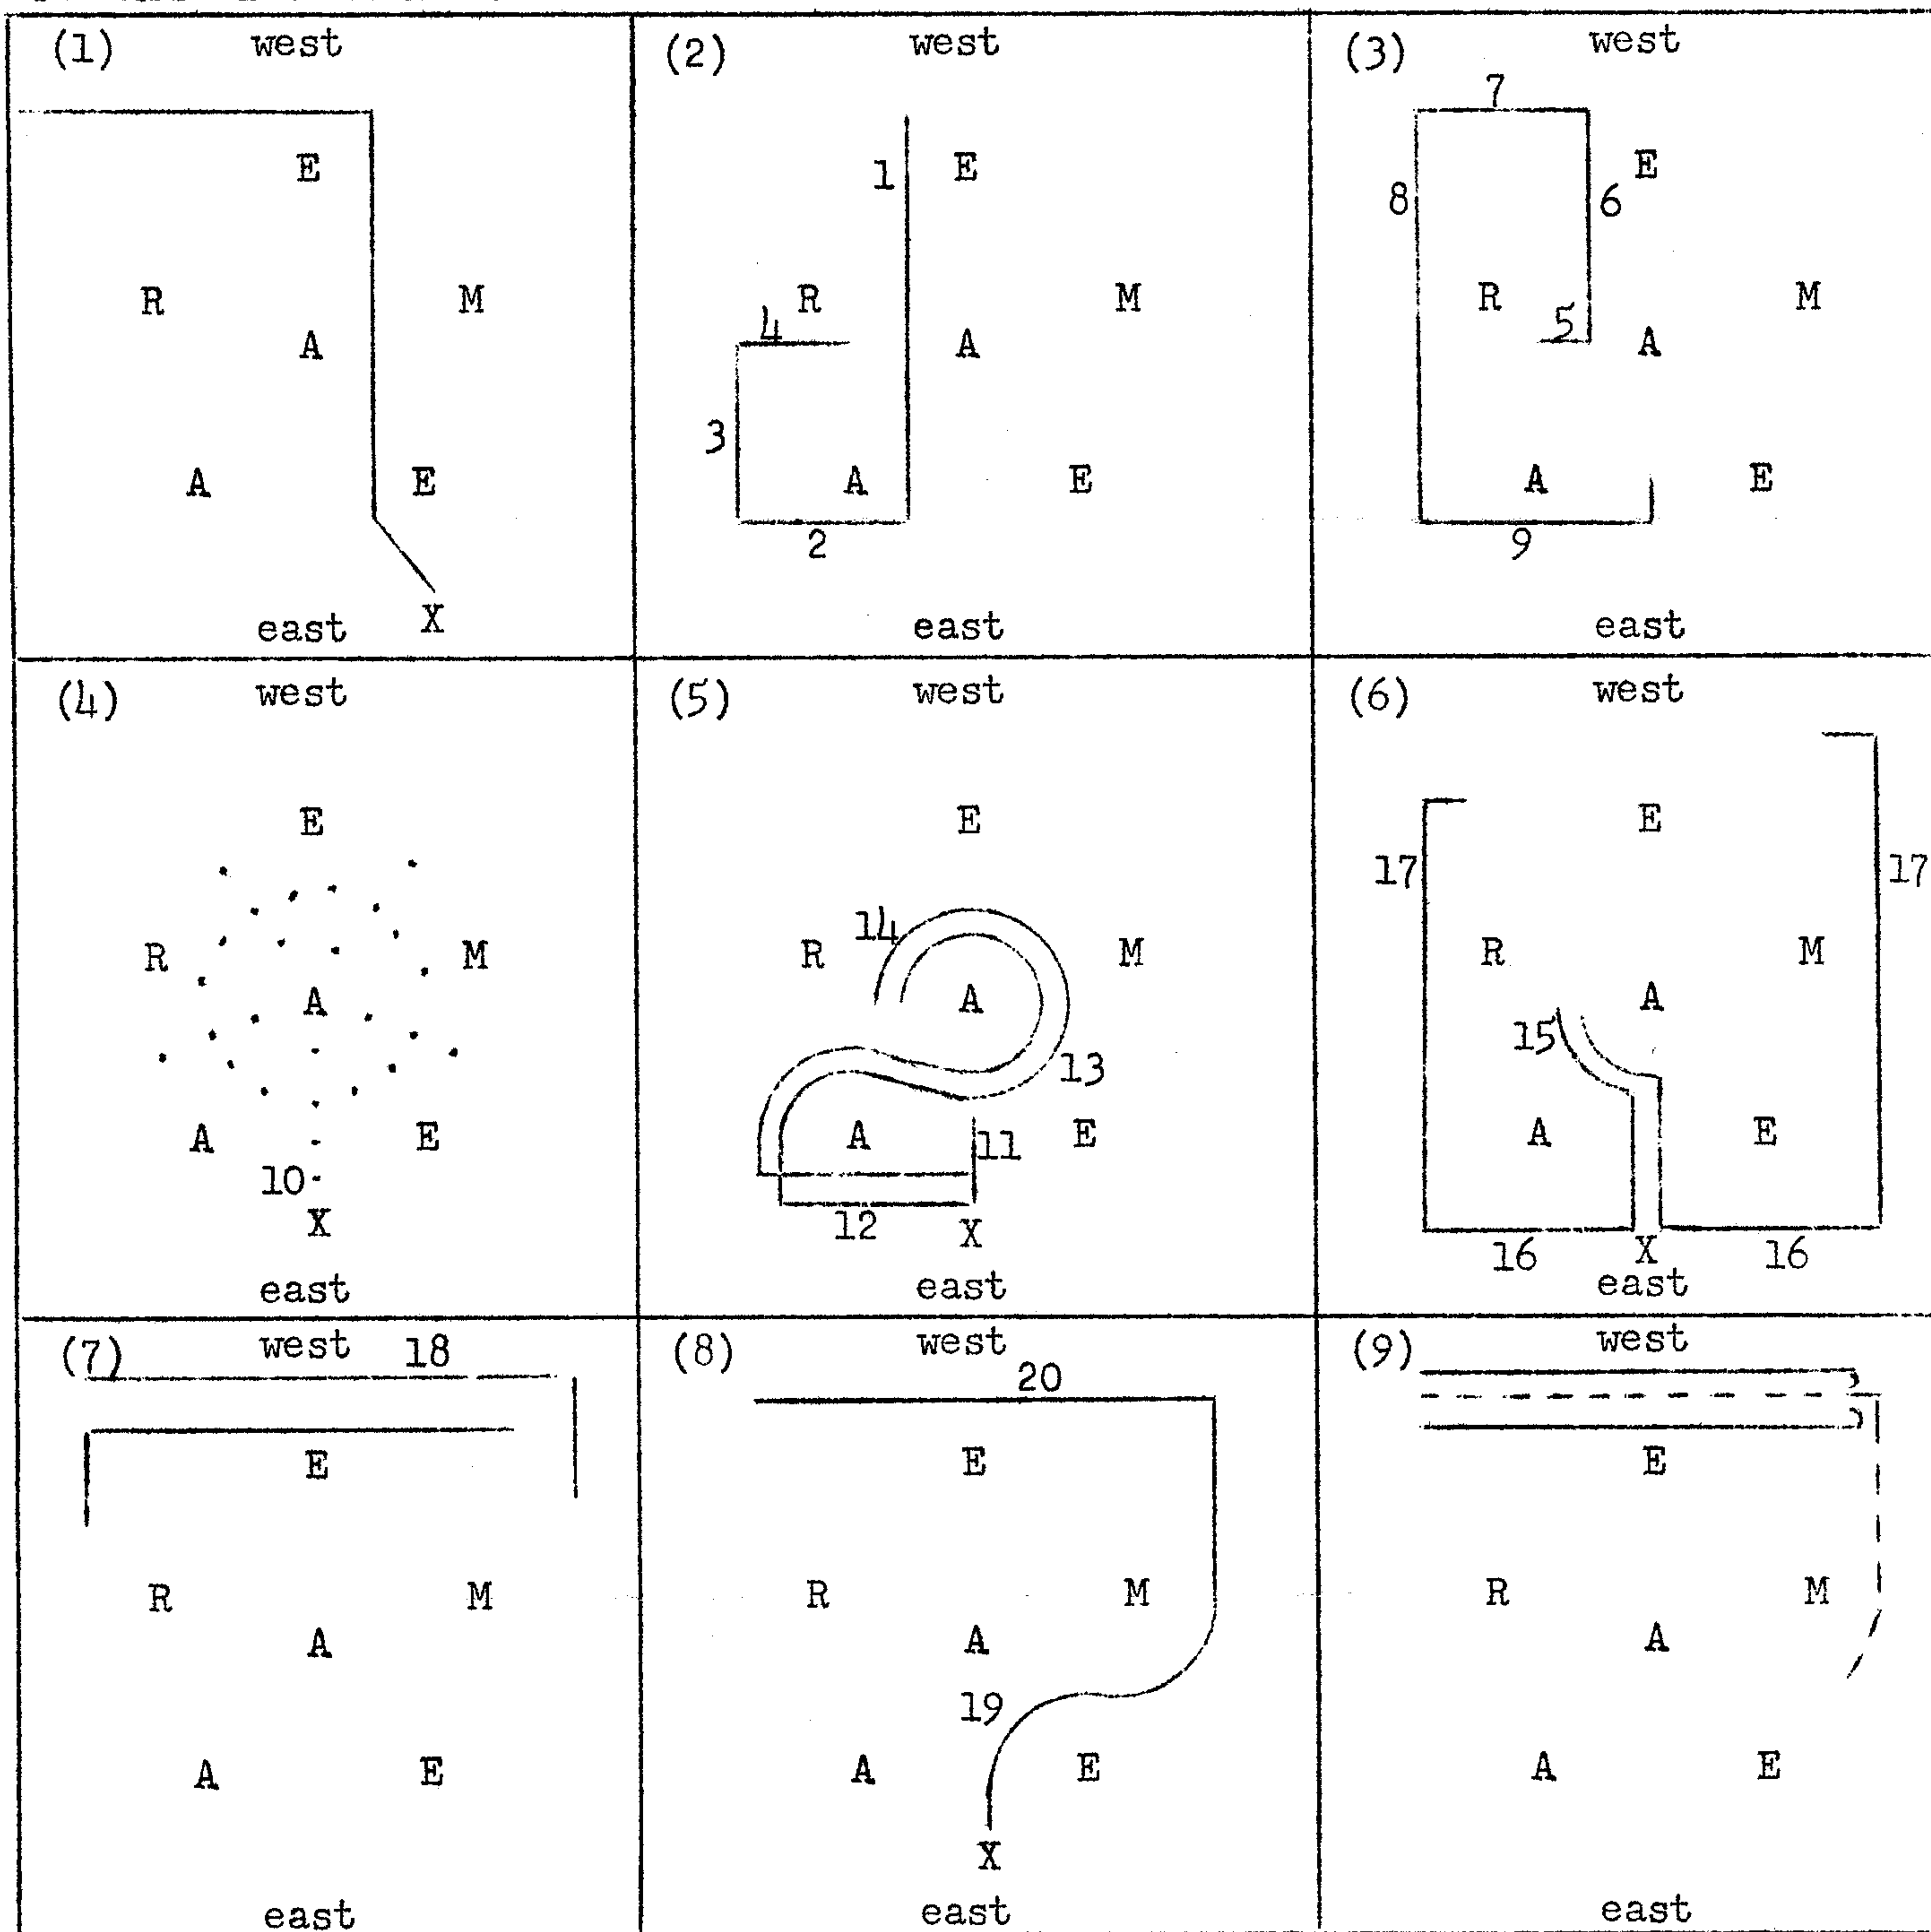 (1) west
E
R M
A
A E
east X
(2) west
1 E
R M
4 A
3
A E
2
east
(3) west
7
E
8 6
R M
5 A
A E
9
east
(4) west
E
R M
A
A E
10
X
east
(5) west
E
14
R M
A
13
A 11 E
12 X
east
(6) west
E
17 17
R M
A
15
A E
16 X 16
east
(7) west 18
E
R M
A
A E
east
(8) west
20
E
R M
A
19
A E
X
east
(9) west
E
R M
A
A E
east